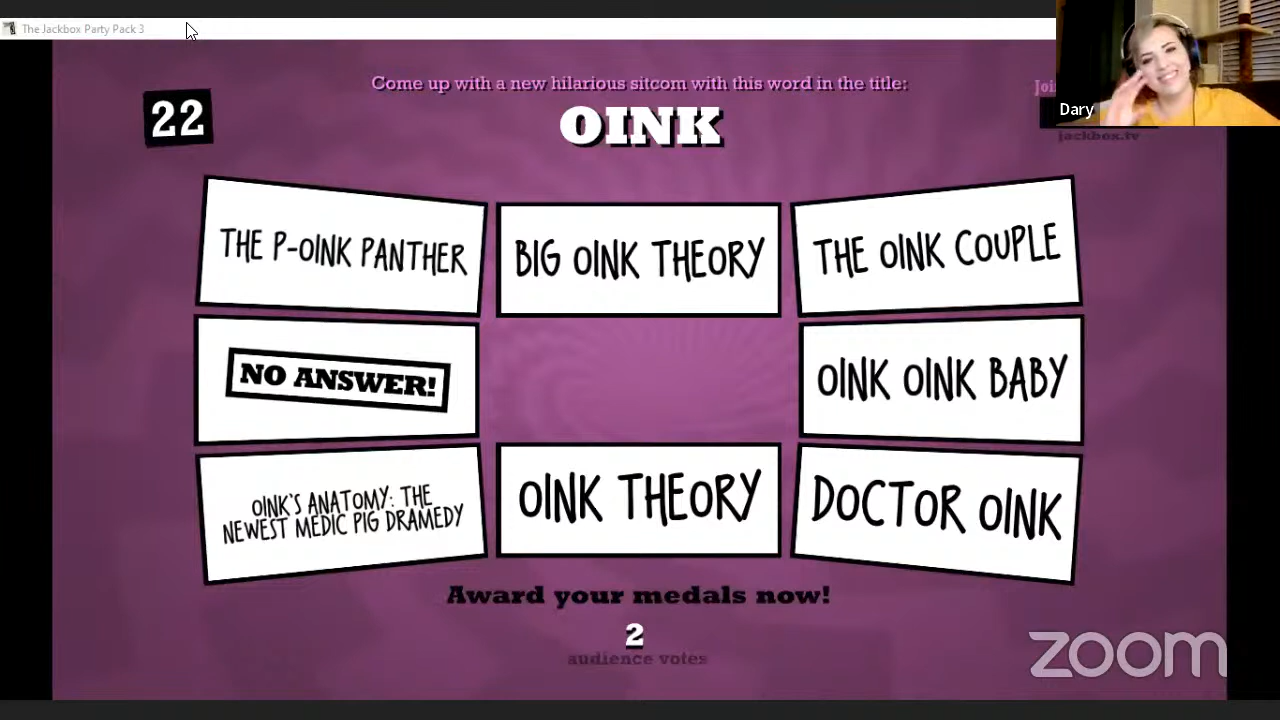 The Jackbox Party Pack 3
Come up with a new hilarious sitcom with this word in the title:
22
OINK
Dary
jackbox.tv
THE P-OINK PANTHER
BIG OINK THEORY
THE OINK COUPLE
NO ANSWER!
OINK OINK BABY
OINK'S ANATOMY: THE
NEWEST MEDIC PIG DRAMEDY
OINK THEORY
DOCTOR OINK
Award your medals now!
2
audience votes
zoom